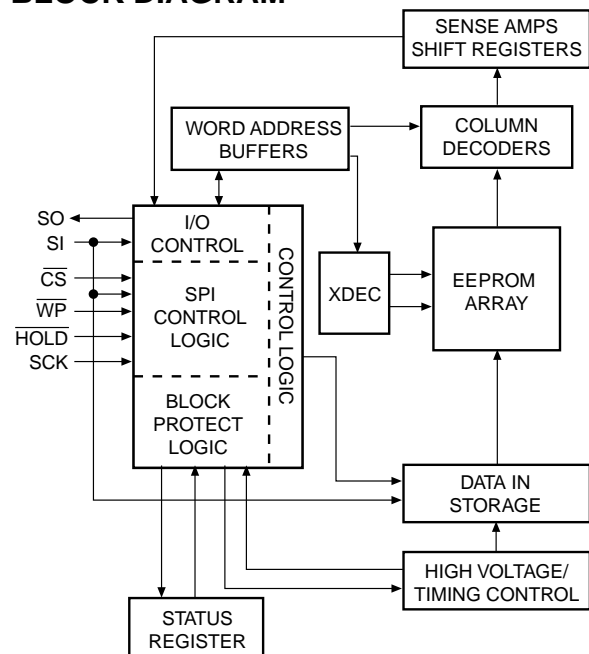 BLOCK DIAGRAM
SENSE AMPS
SHIFT REGISTERS
WORD ADDRESS
BUFFERS
COLUMN
DECODERS
SO
SI
CS
WP
HOLD
SCK
I/O
CONTROL
SPI
CONTROL
LOGIC
BLOCK
PROTECT
LOGIC
CONTROL LOGIC
XDEC
EEPROM
ARRAY
DATA IN
STORAGE
HIGH VOLTAGE/
TIMING CONTROL
STATUS
REGISTER